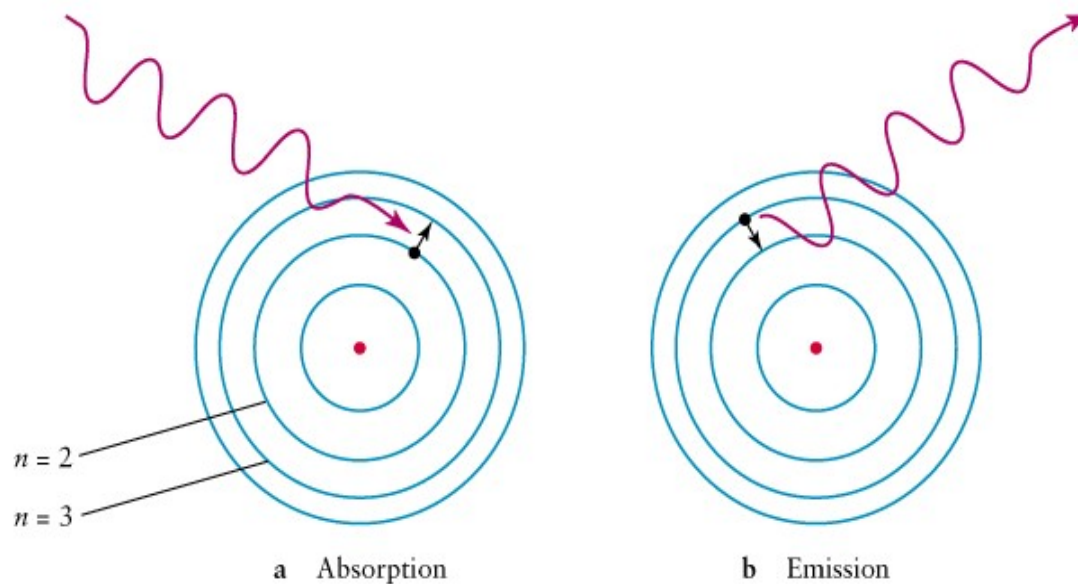 n = 2
n = 3
a Absorption
b Emission